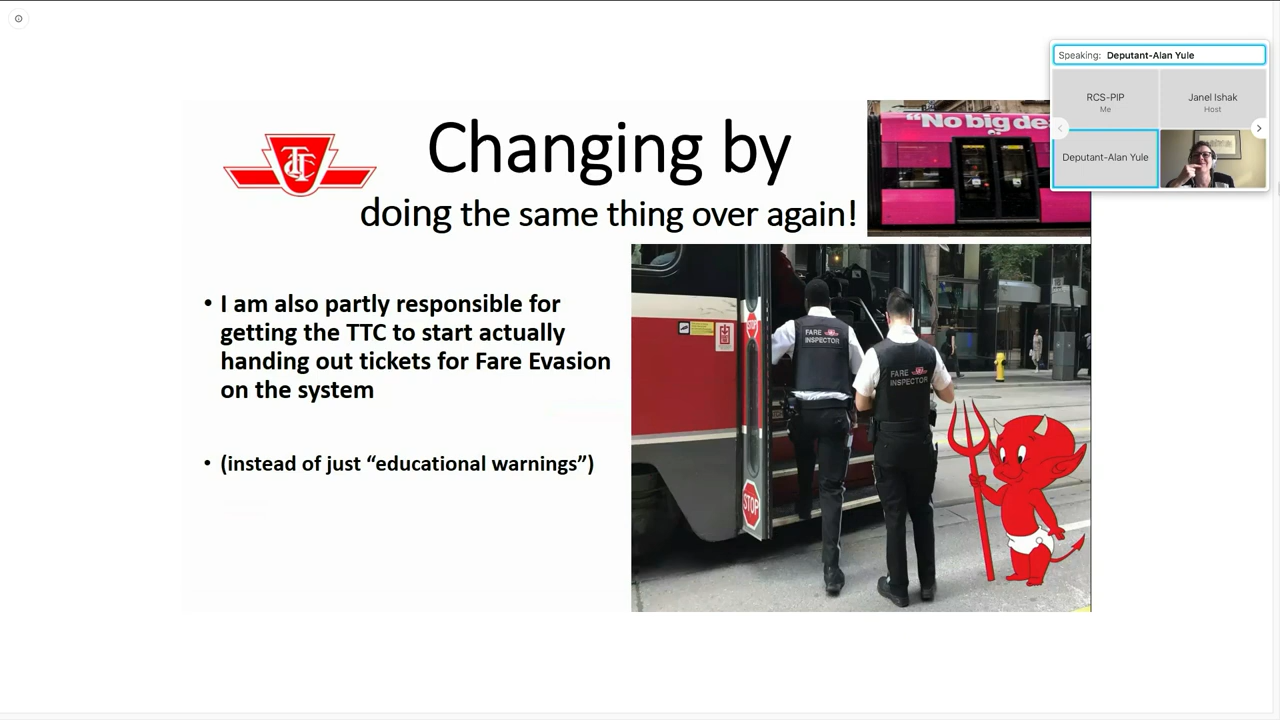 Speaking: Deputant-Alan Yule
RCS-PIP
Me
Janel Ishak
Host
Deputant-Alan Yule
TTC
Changing by
doing the same thing over again!
"No big de
• I am also partly responsible for
getting the TTC to start actually
handing out tickets for Fare Evasion
on the system
• (instead of just “educational warnings”)
FARE
INSPECTOR
FARE
INSPECTOR
STOP
STOP